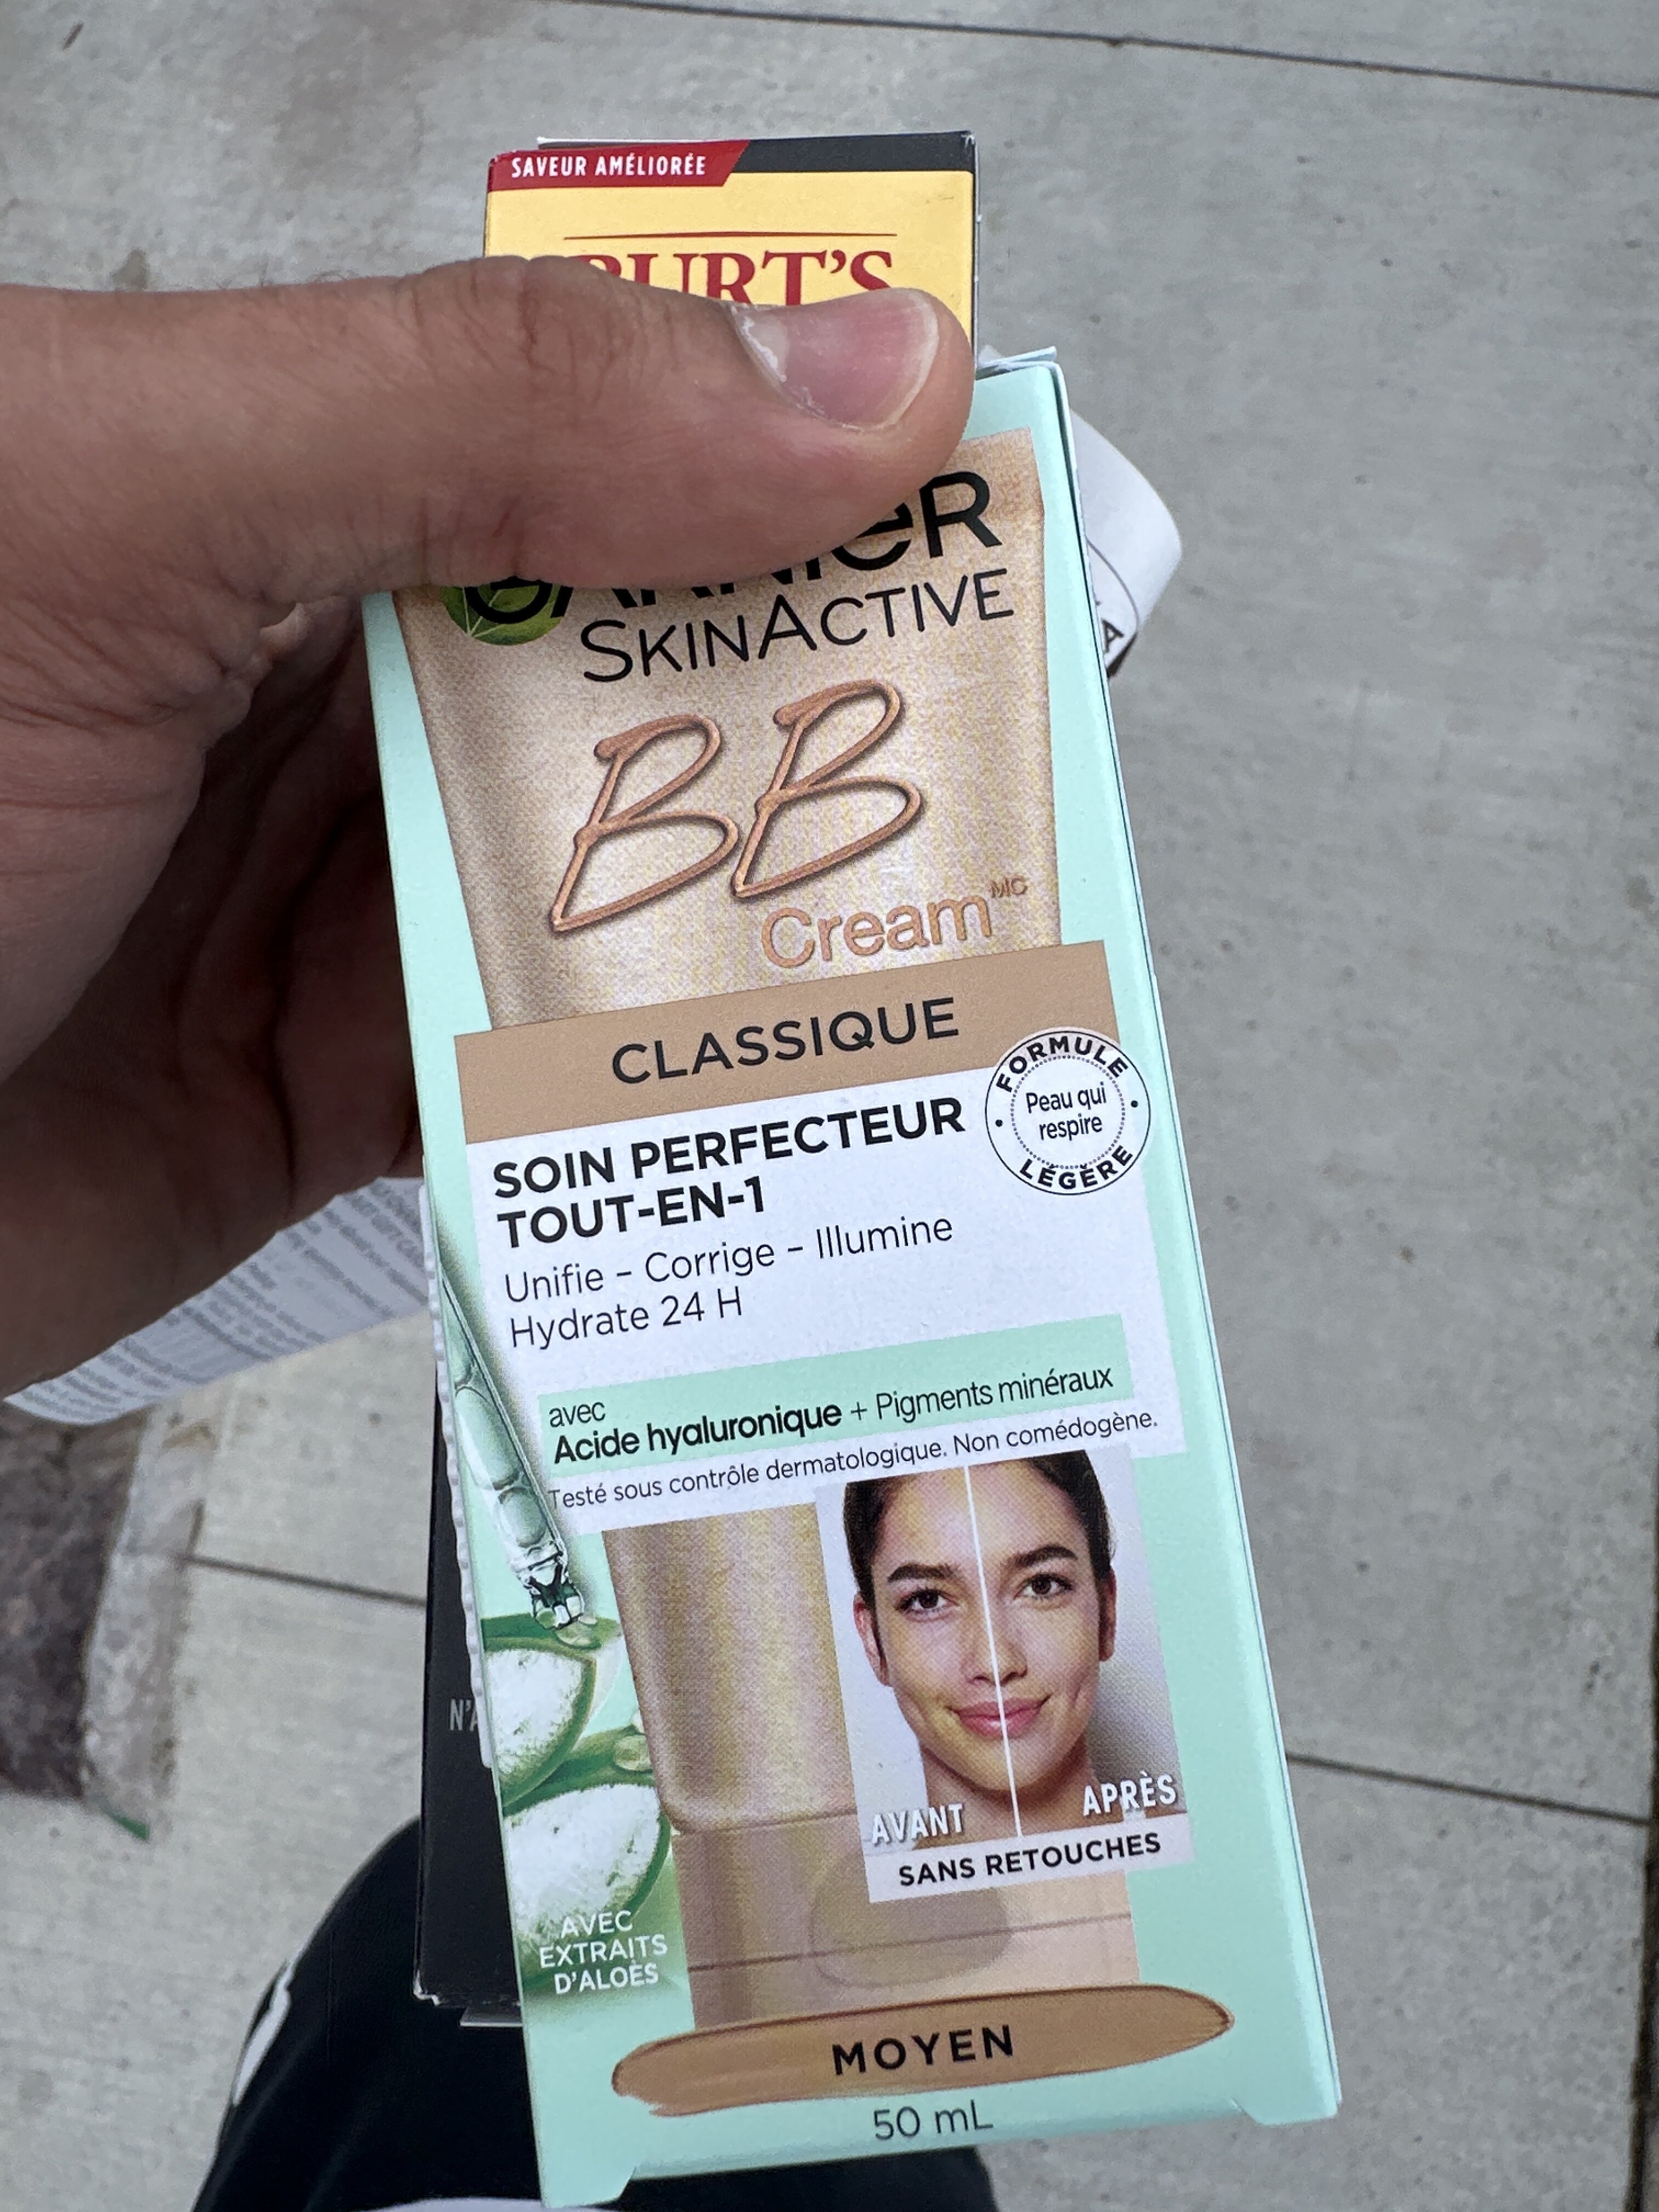 SAVEUR AMÉLIORÉE
BURT'S
GARNIER
SKINACTIVE
BB
Cream MC
CLASSIQUE
FORMULE
Peau qui
respire
LÉGÈRE
SOIN PERFECTEUR
TOUT-EN-1
Unifie – Corrige – Illumine
Hydrate 24 H
avec
Acide hyaluronique + Pigments minéraux
Testé sous contrôle dermatologique. Non comédogène.
N'A
AVANT
APRÈS
SANS RETOUCHES
AVEC
EXTRAITS
D'ALOÈS
MOYEN
50 mL